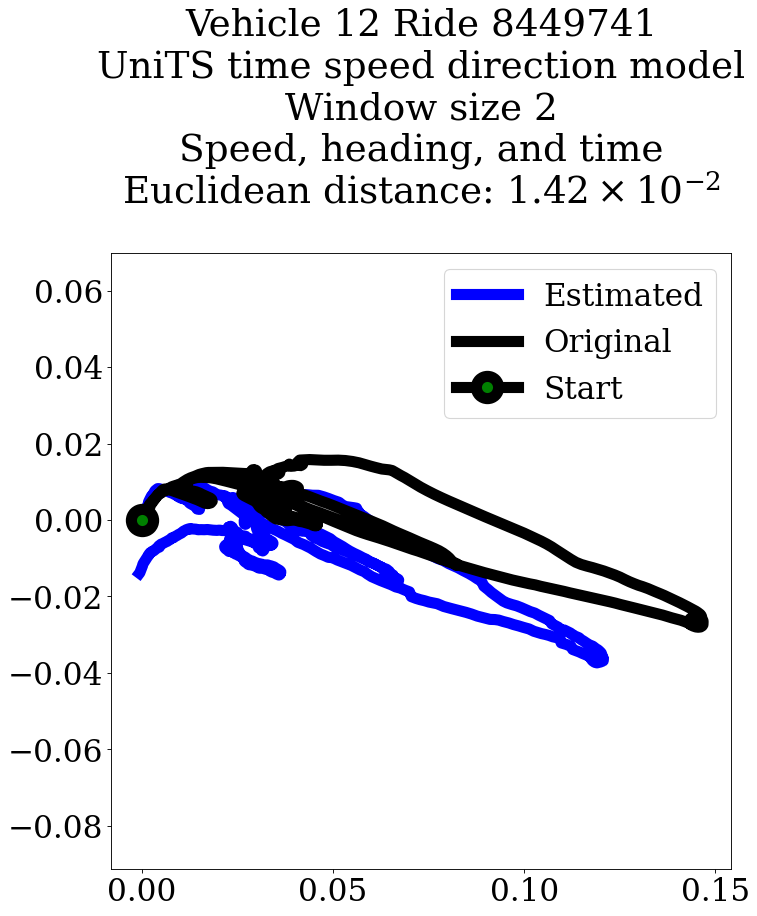 Vehicle 12 Ride 8449741
UniTS time speed direction model
Window size 2
Speed, heading, and time
Euclidean distance: 1.42 × 10⁻²
Estimated
Original
Start
0.06
0.04
0.02
0.00
−0.02
−0.04
−0.06
−0.08
0.00 0.05 0.10 0.15